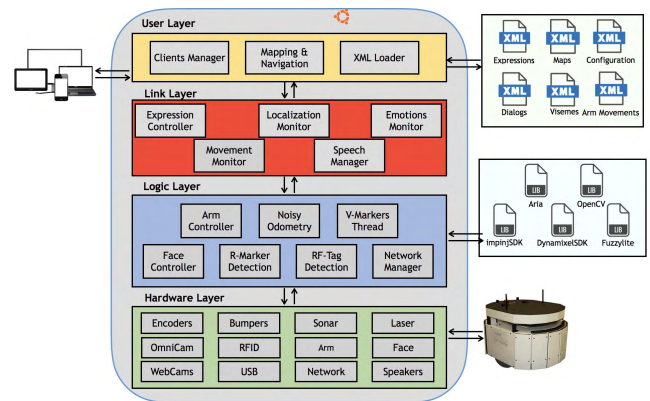 User Layer
Clients Manager
Mapping &
Navigation
XML Loader
Link Layer
Expression
Controller
Localization
Monitor
Emotions
Monitor
Movement
Monitor
Speech
Manager
Logic Layer
Arm
Controller
Noisy
Odometry
V-Markers
Thread
Face
Controller
R-Marker
Detection
RF-Tag
Detection
Network
Manager
Hardware Layer
Encoders
Bumpers
Sonar
Laser
OmniCam
RFID
Arm
Face
WebCams
USB
Network
Speakers
XML
XML
XML
Expressions
Maps
Configuration
XML
XML
XML
Dialogs
Visemes
Arm Movements
LIB
LIB
Aria
OpenCV
LIB
LIB
LIB
impinjSDK
DynamixelSDK
Fuzzylite